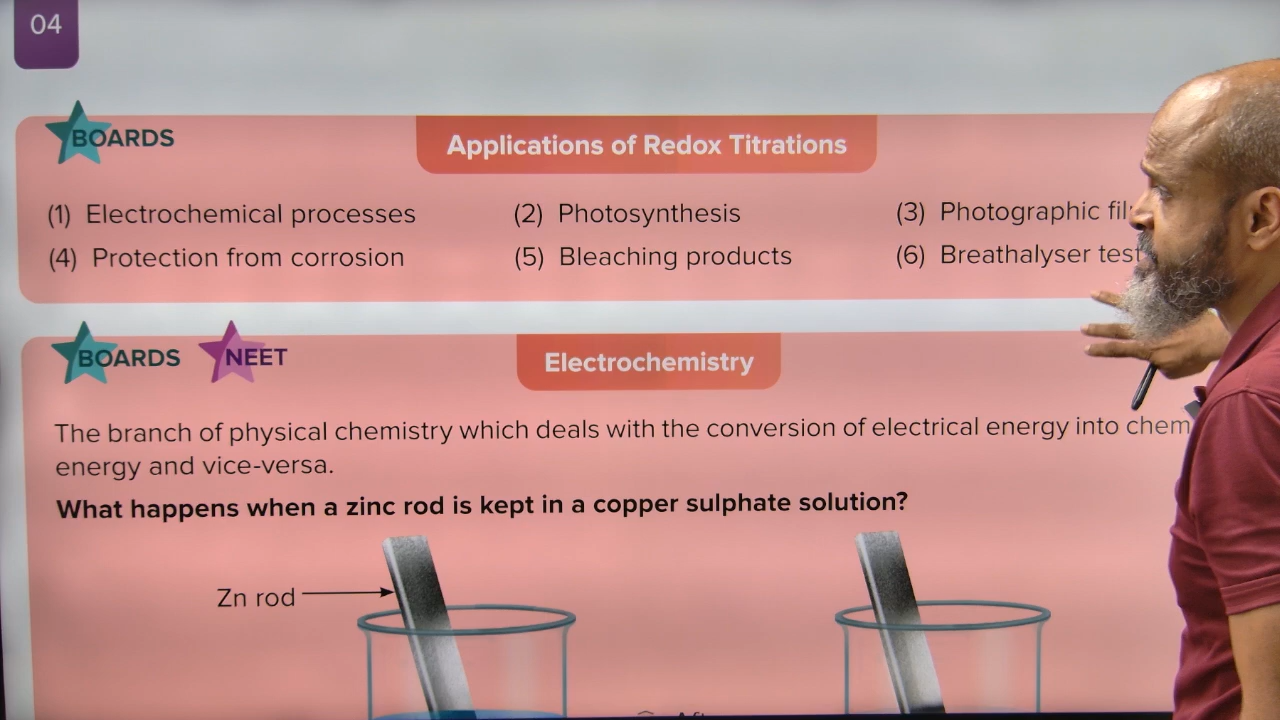 04
BOARDS
Applications of Redox Titrations
(1) Electrochemical processes (2) Photosynthesis (3) Photographic
(4) Protection from corrosion (5) Bleaching products (6) Breathalyser test
BOARDS NEET
Electrochemistry
The branch of physical chemistry which deals with the conversion of electrical energy into
energy and vice-versa.
What happens when a zinc rod is kept in a copper sulphate solution?
Zn rod